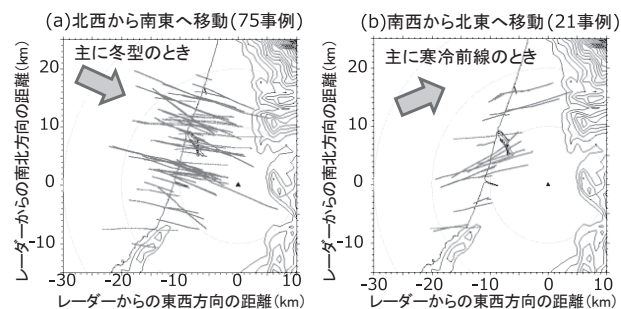 (a)北西から南東へ移動(75事例)
主に冬型のとき
レーダーからの南北方向の距離(km)
20
10
0
-10
-30
-20
-10
0
10
レーダーからの東西方向の距離(km)
(b)南西から北東へ移動(21事例)
主に寒冷前線のとき
レーダーからの南北方向の距離(km)
20
10
0
-10
-30
-20
-10
0
10
レーダーからの東西方向の距離(km)